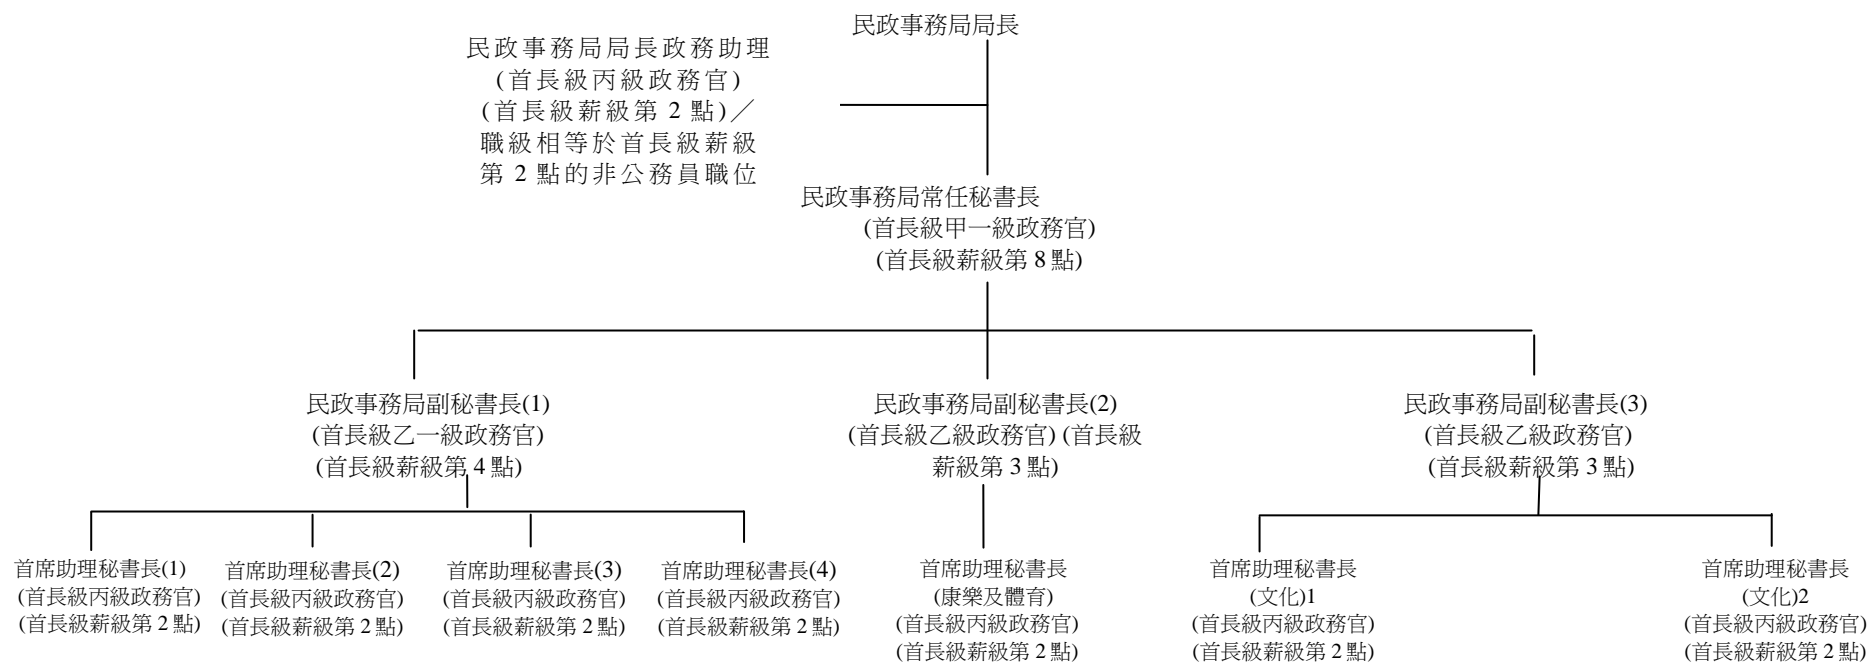 民政事務局局長
民政事務局局長政務助理
(首長級丙級政務官)
(首長級薪級第 2 點)／
職級相等於首長級薪級
第 2 點的非公務員職位
民政事務局常任秘書長
(首長級甲一級政務官)
(首長級薪級第 8 點)
民政事務局副秘書長(1)
(首長級乙一級政務官)
(首長級薪級第 4 點)
民政事務局副秘書長(2)
(首長級乙級政務官) (首長級
薪級第 3 點)
民政事務局副秘書長(3)
(首長級乙級政務官)
(首長級薪級第 3 點)
首席助理秘書長(1)
(首長級丙級政務官)
(首長級薪級第 2 點)
首席助理秘書長(2)
(首長級丙級政務官)
(首長級薪級第 2 點)
首席助理秘書長(3)
(首長級丙級政務官)
(首長級薪級第 2 點)
首席助理秘書長(4)
(首長級丙級政務官)
(首長級薪級第 2 點)
首席助理秘書長
(康樂及體育)
(首長級丙級政務官)
(首長級薪級第 2 點)
首席助理秘書長
(文化)1
(首長級丙級政務官)
(首長級薪級第 2 點)
首席助理秘書長
(文化)2
(首長級丙級政務官)
(首長級薪級第 2 點)